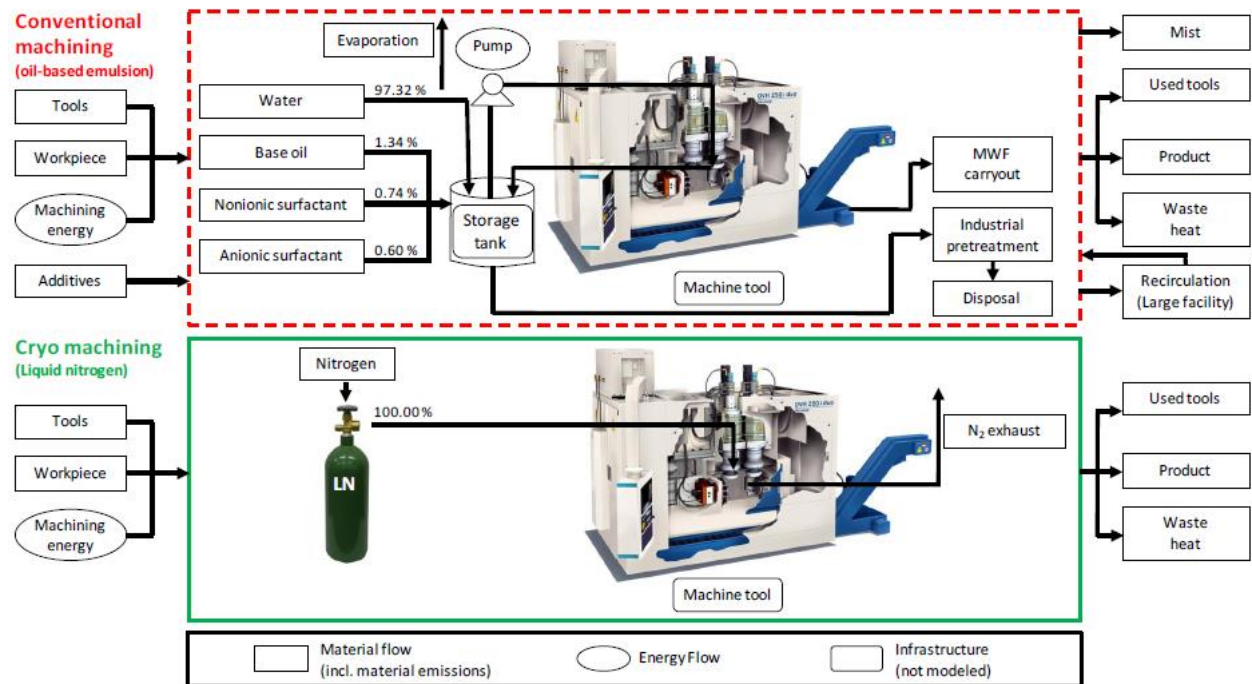 Conventional
machining
(oil-based emulsion)
Tools
Workpiece
Machining
energy
Additives
Evaporation
Pump
Water
97.32 %
Base oil
1.34 %
Nonionic surfactant
0.74 %
Anionic surfactant
0.60 %
Storage
tank
Machine tool
MWF
carryout
Industrial
pretreatment
Disposal
Mist
Used tools
Product
Waste
heat
Recirculation
(Large facility)
Cryo machining
(Liquid nitrogen)
Tools
Workpiece
Machining
energy
Nitrogen
100.00 %
LN
Machine tool
N₂ exhaust
Used tools
Product
Waste
heat
Material flow
(incl. material emissions)
Energy Flow
Infrastructure
(not modeled)